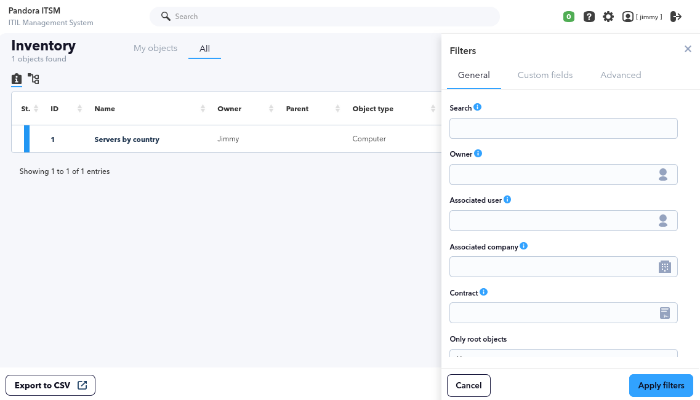 Pandora ITSM
ITIL Management System
Search
0
?
[ jimmy ]
Inventory
1 objects found
My objects
All
St.
ID
Name
Owner
Parent
Object type
1
Servers by country
Jimmy
Computer
Showing 1 to 1 of 1 entries
Export to CSV
Filters
General
Custom fields
Advanced
Search
Owner
Associated user
Associated company
Contract
Only root objects
Cancel
Apply filters